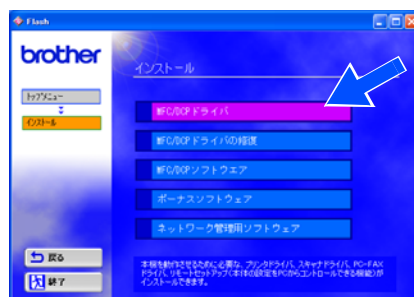 Flash
brother
インストール
トップメニュー
インストール
MFC/DCPドライバ
MFC/DCPドライバの修復
MFC/DCPソフトウエア
ボーナスソフトウェア
ネットワーク管理用ソフトウェア
戻る
終了
本機を動作させるために必要な、プリンタドライバ、スキャナドライバ、PC-FAX
ドライバ、リモートセットアップ(本体の設定をPCからコントロールできる機能)が
インストールできます。